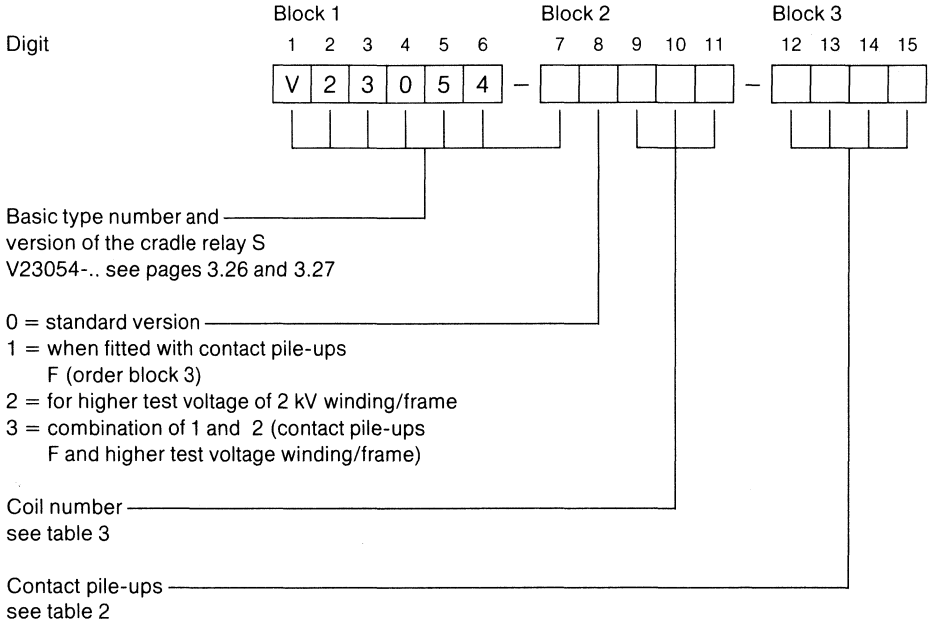 Block 1 Block 2 Block 3
Digit 1 2 3 4 5 6 7 8 9 10 11 12 13 14 15
V 2 3 0 5 4 – –
Basic type number and
version of the cradle relay S
V23054-.. see pages 3.26 and 3.27
0 = standard version
1 = when fitted with contact pile-ups
F (order block 3)
2 = for higher test voltage of 2 kV winding/frame
3 = combination of 1 and 2 (contact pile-ups
F and higher test voltage winding/frame)
Coil number
see table 3
Contact pile-ups
see table 2